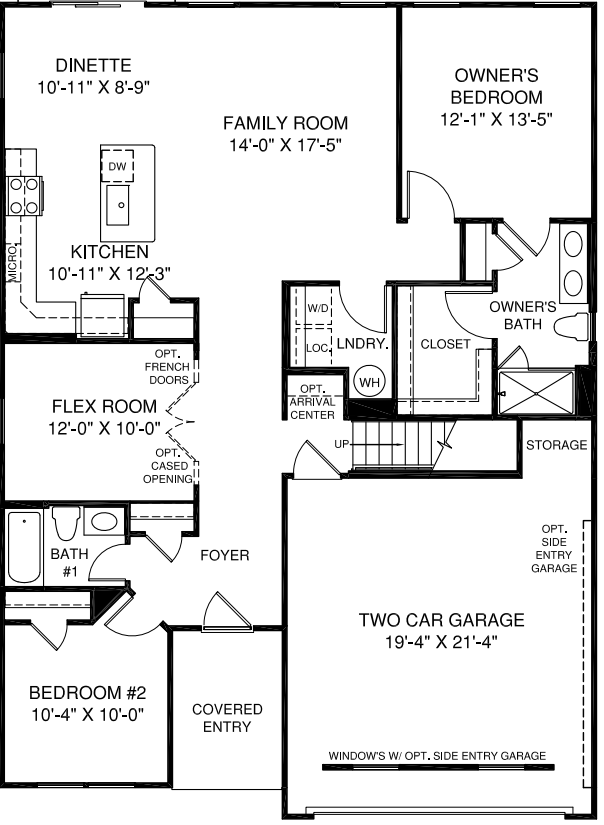 DINETTE
10'-11" X 8'-9"
OWNER'S
BEDROOM
12'-1" X 13'-5"
FAMILY ROOM
14'-0" X 17'-5"
DW
KITCHEN
10'-11" X 12'-3"
MICRO.
OWNER'S
BATH
W/D
LOC.
LNDRY.
CLOSET
WH
OPT.
FRENCH
DOORS
OPT.
ARRIVAL
CENTER
FLEX ROOM
12'-0" X 10'-0"
UP
STORAGE
OPT.
CASED
OPENING
BATH
#1
FOYER
OPT.
SIDE
ENTRY
GARAGE
TWO CAR GARAGE
19'-4" X 21'-4"
BEDROOM #2
10'-4" X 10'-0"
COVERED
ENTRY
WINDOW'S W/ OPT. SIDE ENTRY GARAGE